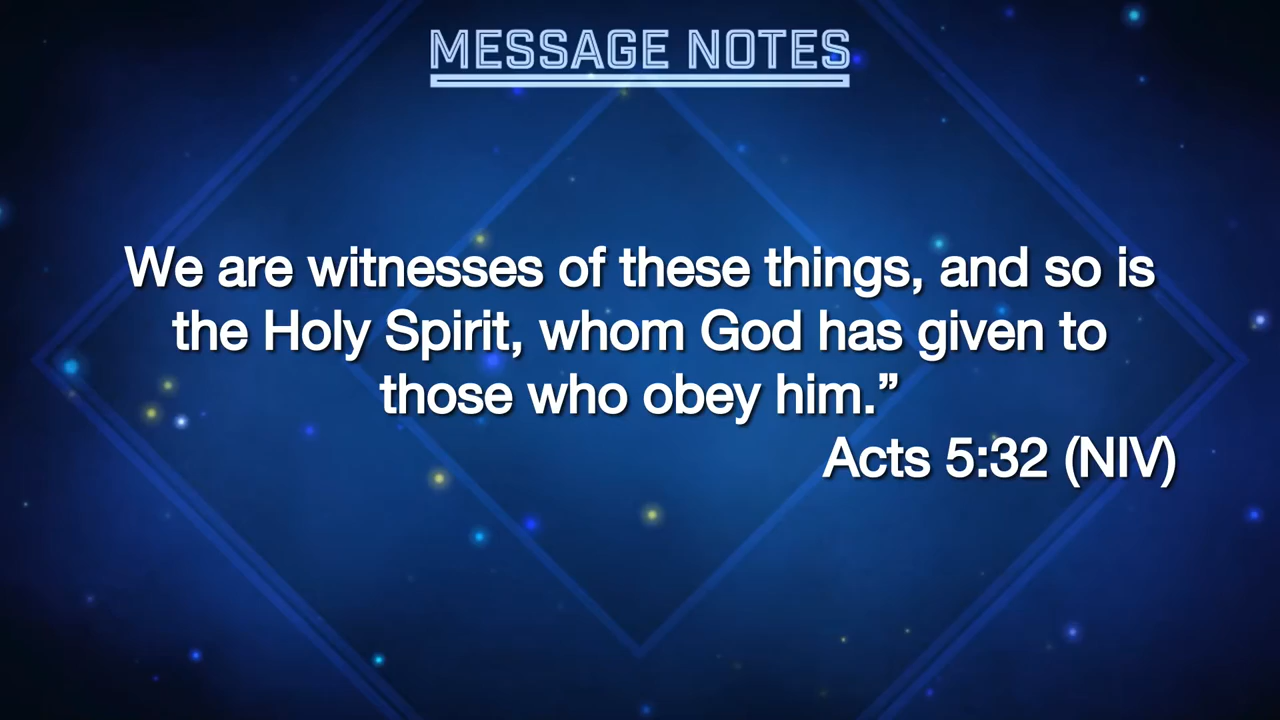 MESSAGE NOTES
We are witnesses of these things, and so is
the Holy Spirit, whom God has given to
those who obey him.”
Acts 5:32 (NIV)